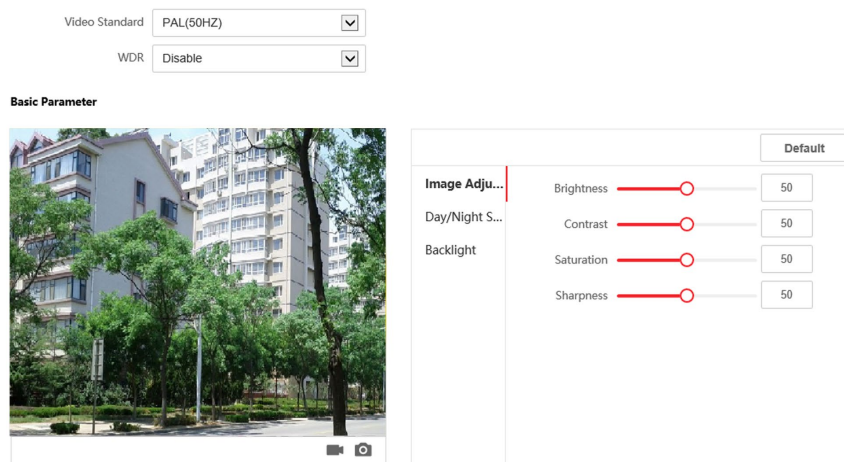 Video Standard PAL(50HZ)
WDR Disable
Basic Parameter
Default
Image Adju... Brightness 50
Day/Night S... Contrast 50
Backlight Saturation 50
Sharpness 50